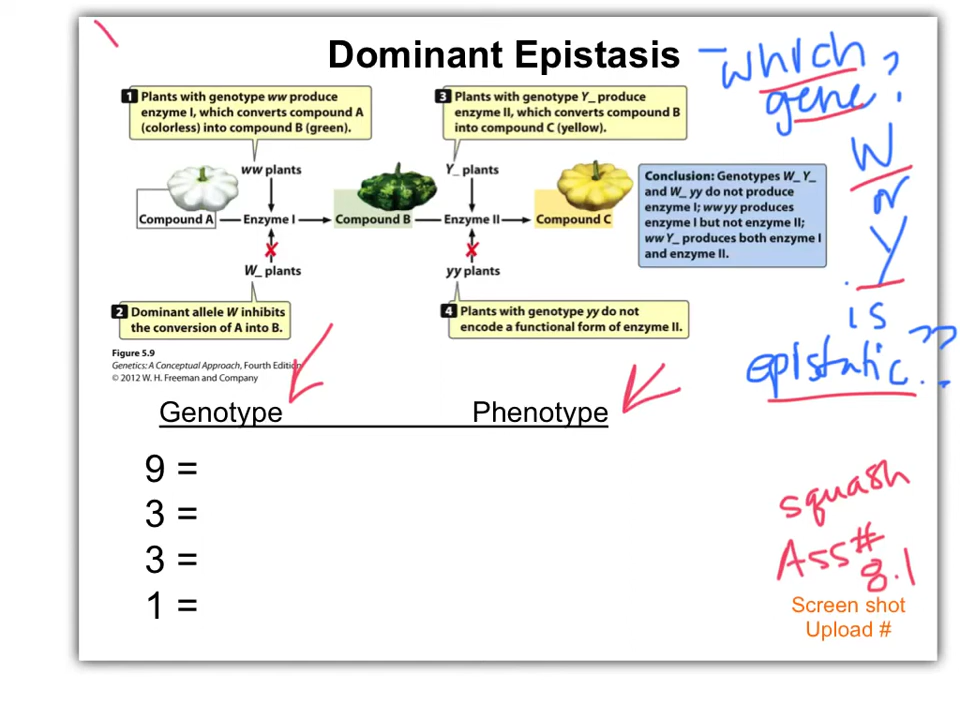 Dominant Epistasis
– which
gene?
W
or
Y
is
epistatic??
1 Plants with genotype ww produce
enzyme I, which converts compound A
(colorless) into compound B (green).
3 Plants with genotype Y_ produce
enzyme II, which converts compound B
into compound C (yellow).
ww plants
Y_ plants
Compound A
Enzyme I
Compound B
Enzyme II
Compound C
W_ plants
yy plants
Conclusion: Genotypes W_ Y_
and W_ yy do not produce
enzyme I; ww yy produces
enzyme I but not enzyme II;
ww Y_ produces both enzyme I
and enzyme II.
2 Dominant allele W inhibits
the conversion of A into B.
4 Plants with genotype yy do not
encode a functional form of enzyme II.
Figure 5.9
Genetics: A Conceptual Approach, Fourth Edition
© 2012 W. H. Freeman and Company
Genotype Phenotype
9 =
3 =
3 =
1 =
squash
Ass#
8.1
Screen shot
Upload #